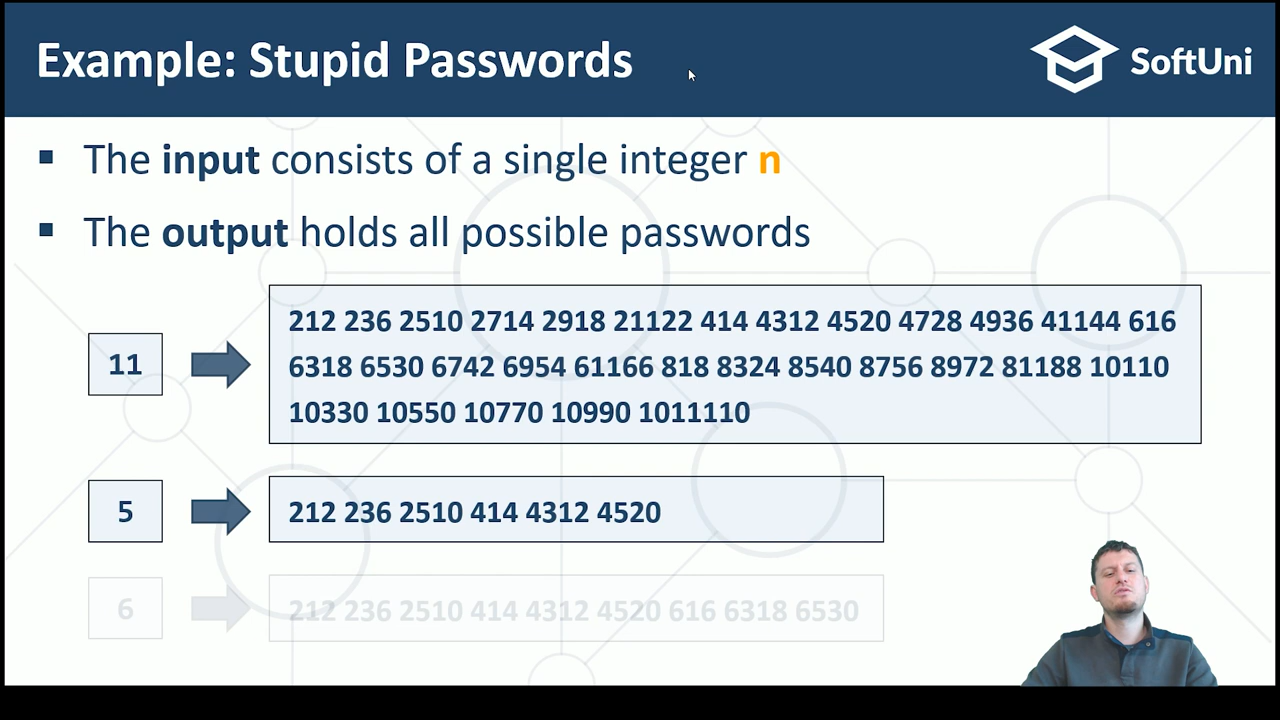 Example: Stupid Passwords
SoftUni
▪ The input consists of a single integer n
▪ The output holds all possible passwords
11
212 236 2510 2714 2918 21122 414 4312 4520 4728 4936 41144 616
6318 6530 6742 6954 61166 818 8324 8540 8756 8972 81188 10110
10330 10550 10770 10990 1011110
5
212 236 2510 414 4312 4520
6
212 236 2510 414 4312 4520 616 6318 6530